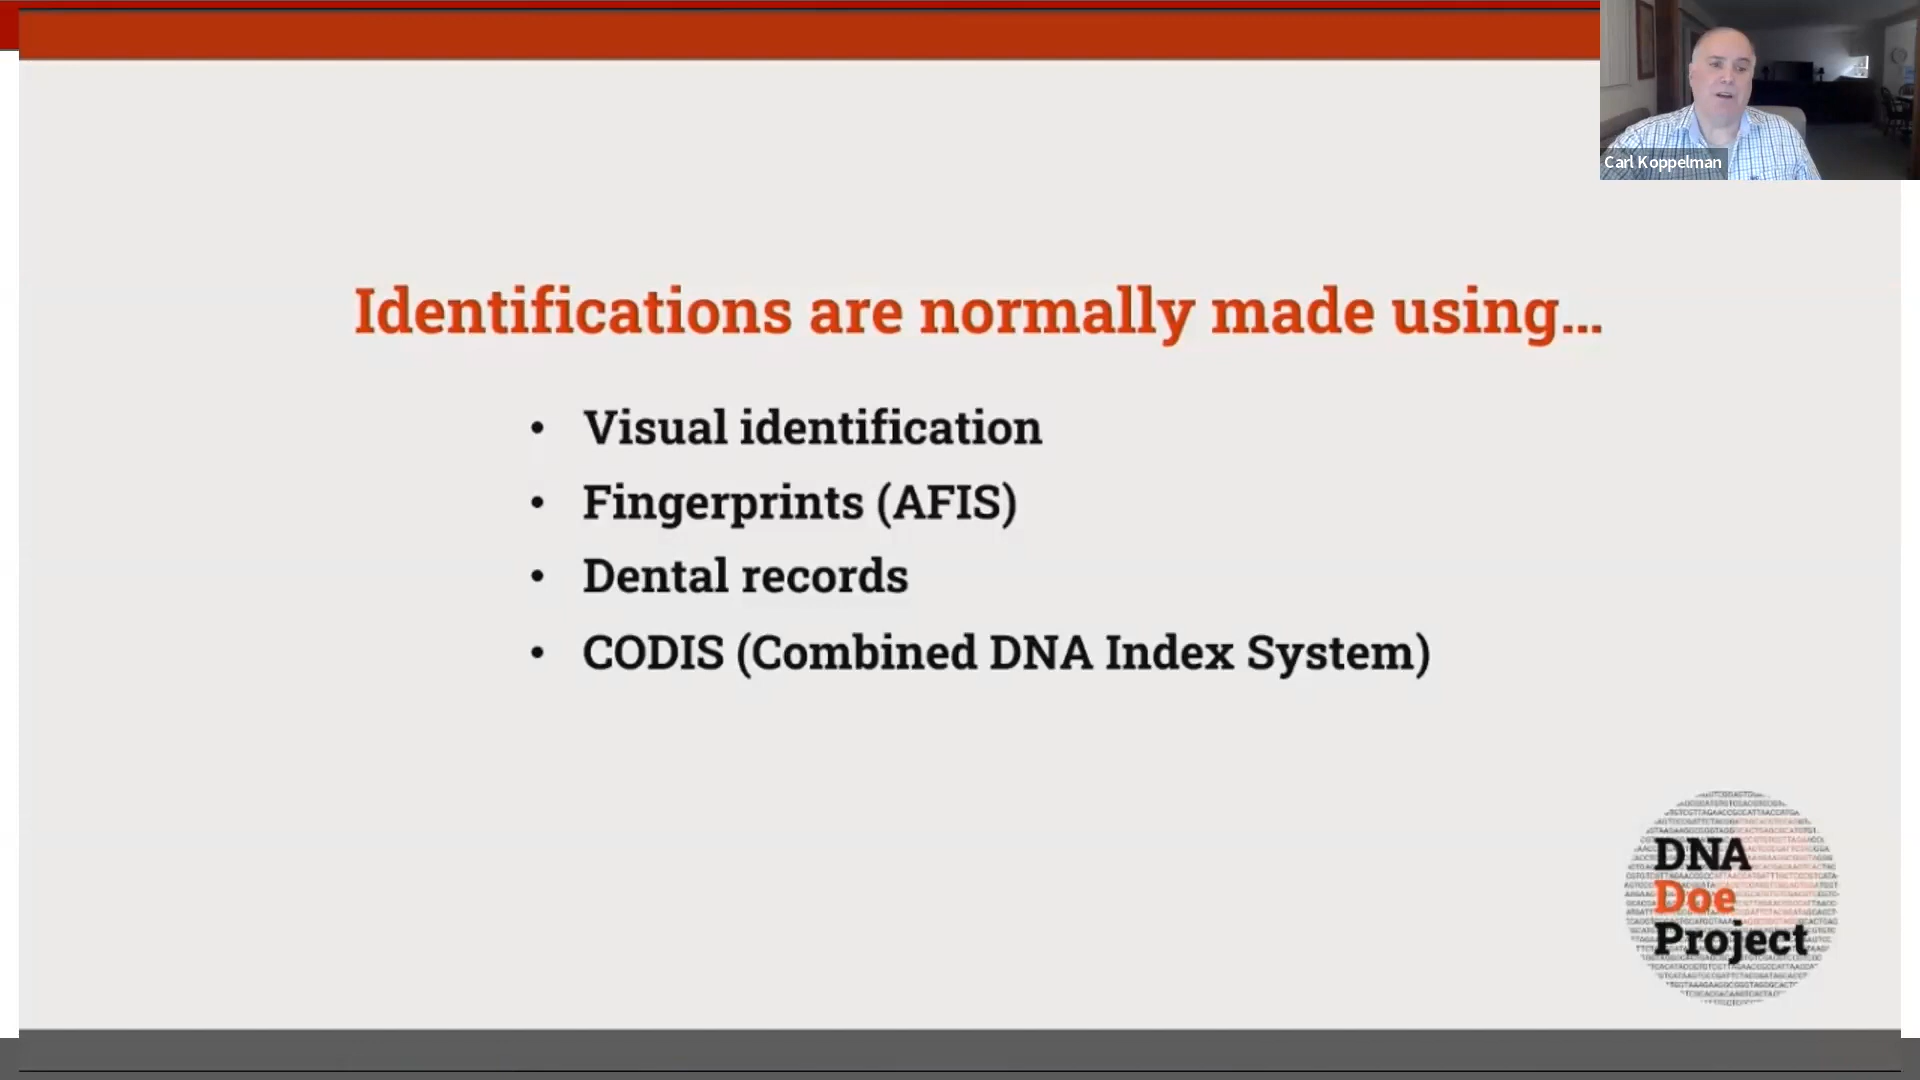 Carl Koppelman
Identifications are normally made using...
• Visual identification
• Fingerprints (AFIS)
• Dental records
• CODIS (Combined DNA Index System)
DNA
Doe
Project